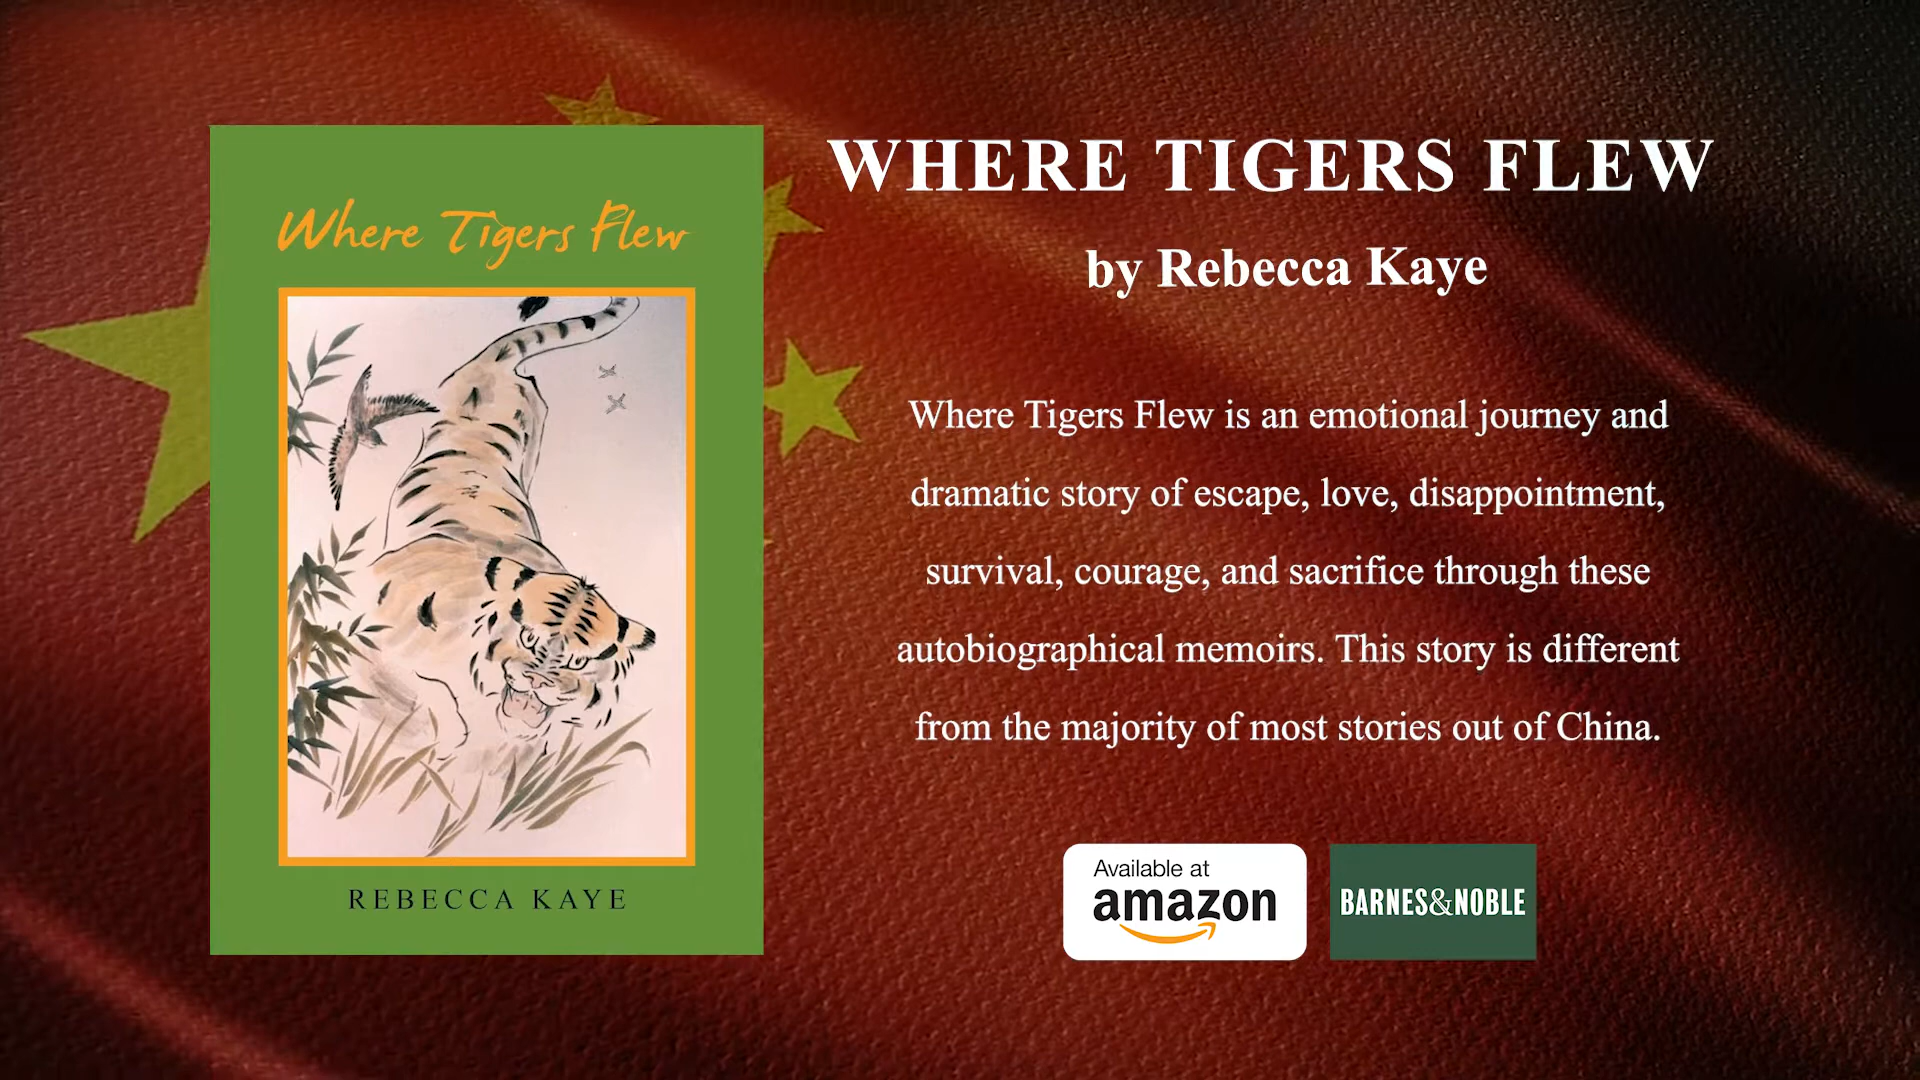 Where Tigers Flew
REBECCA KAYE
WHERE TIGERS FLEW
by Rebecca Kaye
Where Tigers Flew is an emotional journey and
dramatic story of escape, love, disappointment,
survival, courage, and sacrifice through these
autobiographical memoirs. This story is different
from the majority of most stories out of China.
Available at
amazon
BARNES&NOBLE